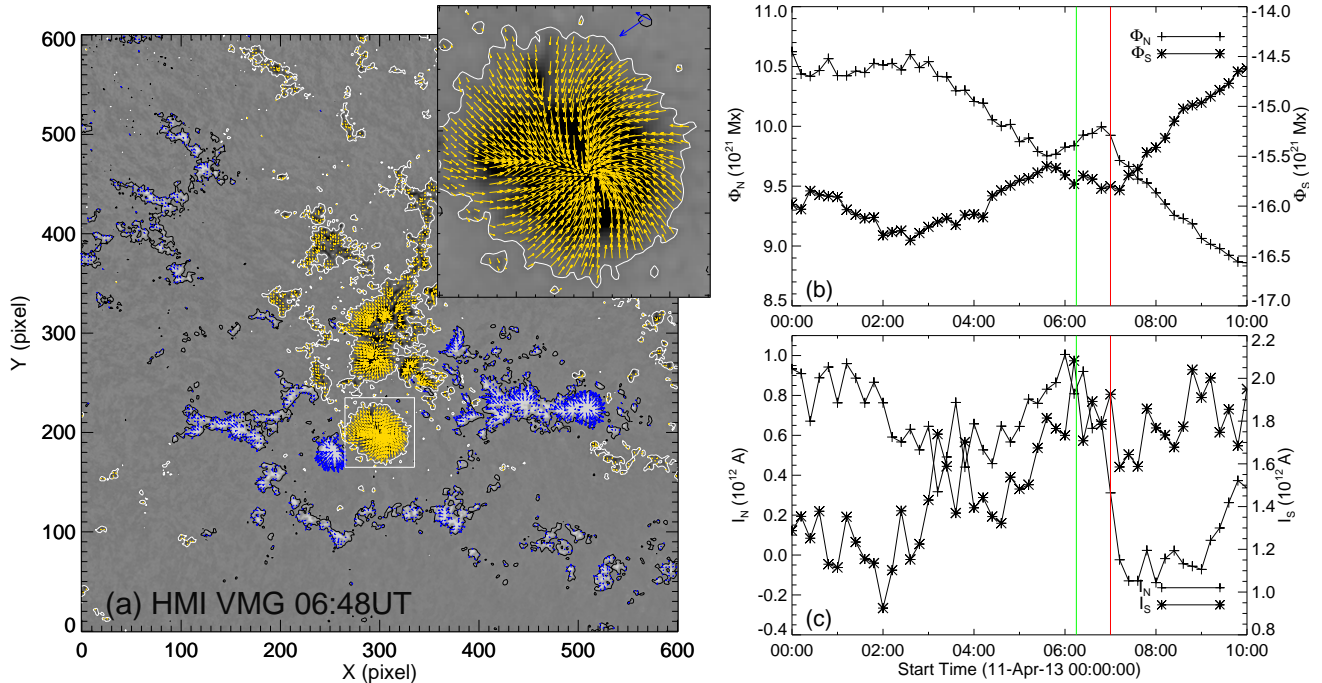 600
500
400
300
200
100
0
Y (pixel)
(a) HMI VMG 06:48UT
0 100 200 300 400 500 600
X (pixel)
11.0
10.5
10.0
9.5
9.0
8.5
Φ_N (10^21 Mx)
Φ_N
Φ_S
-14.0
-14.5
-15.0
-15.5
-16.0
-16.5
-17.0
Φ_S (10^21 Mx)
(b)
00:00 02:00 04:00 06:00 08:00 10:00
1.0
0.8
0.6
0.4
0.2
0.0
-0.2
-0.4
I_N (10^12 A)
2.2
2.0
1.8
1.6
1.4
1.2
1.0
0.8
I_S (10^12 A)
I_N
I_S
(c)
00:00 02:00 04:00 06:00 08:00 10:00
Start Time (11-Apr-13 00:00:00)